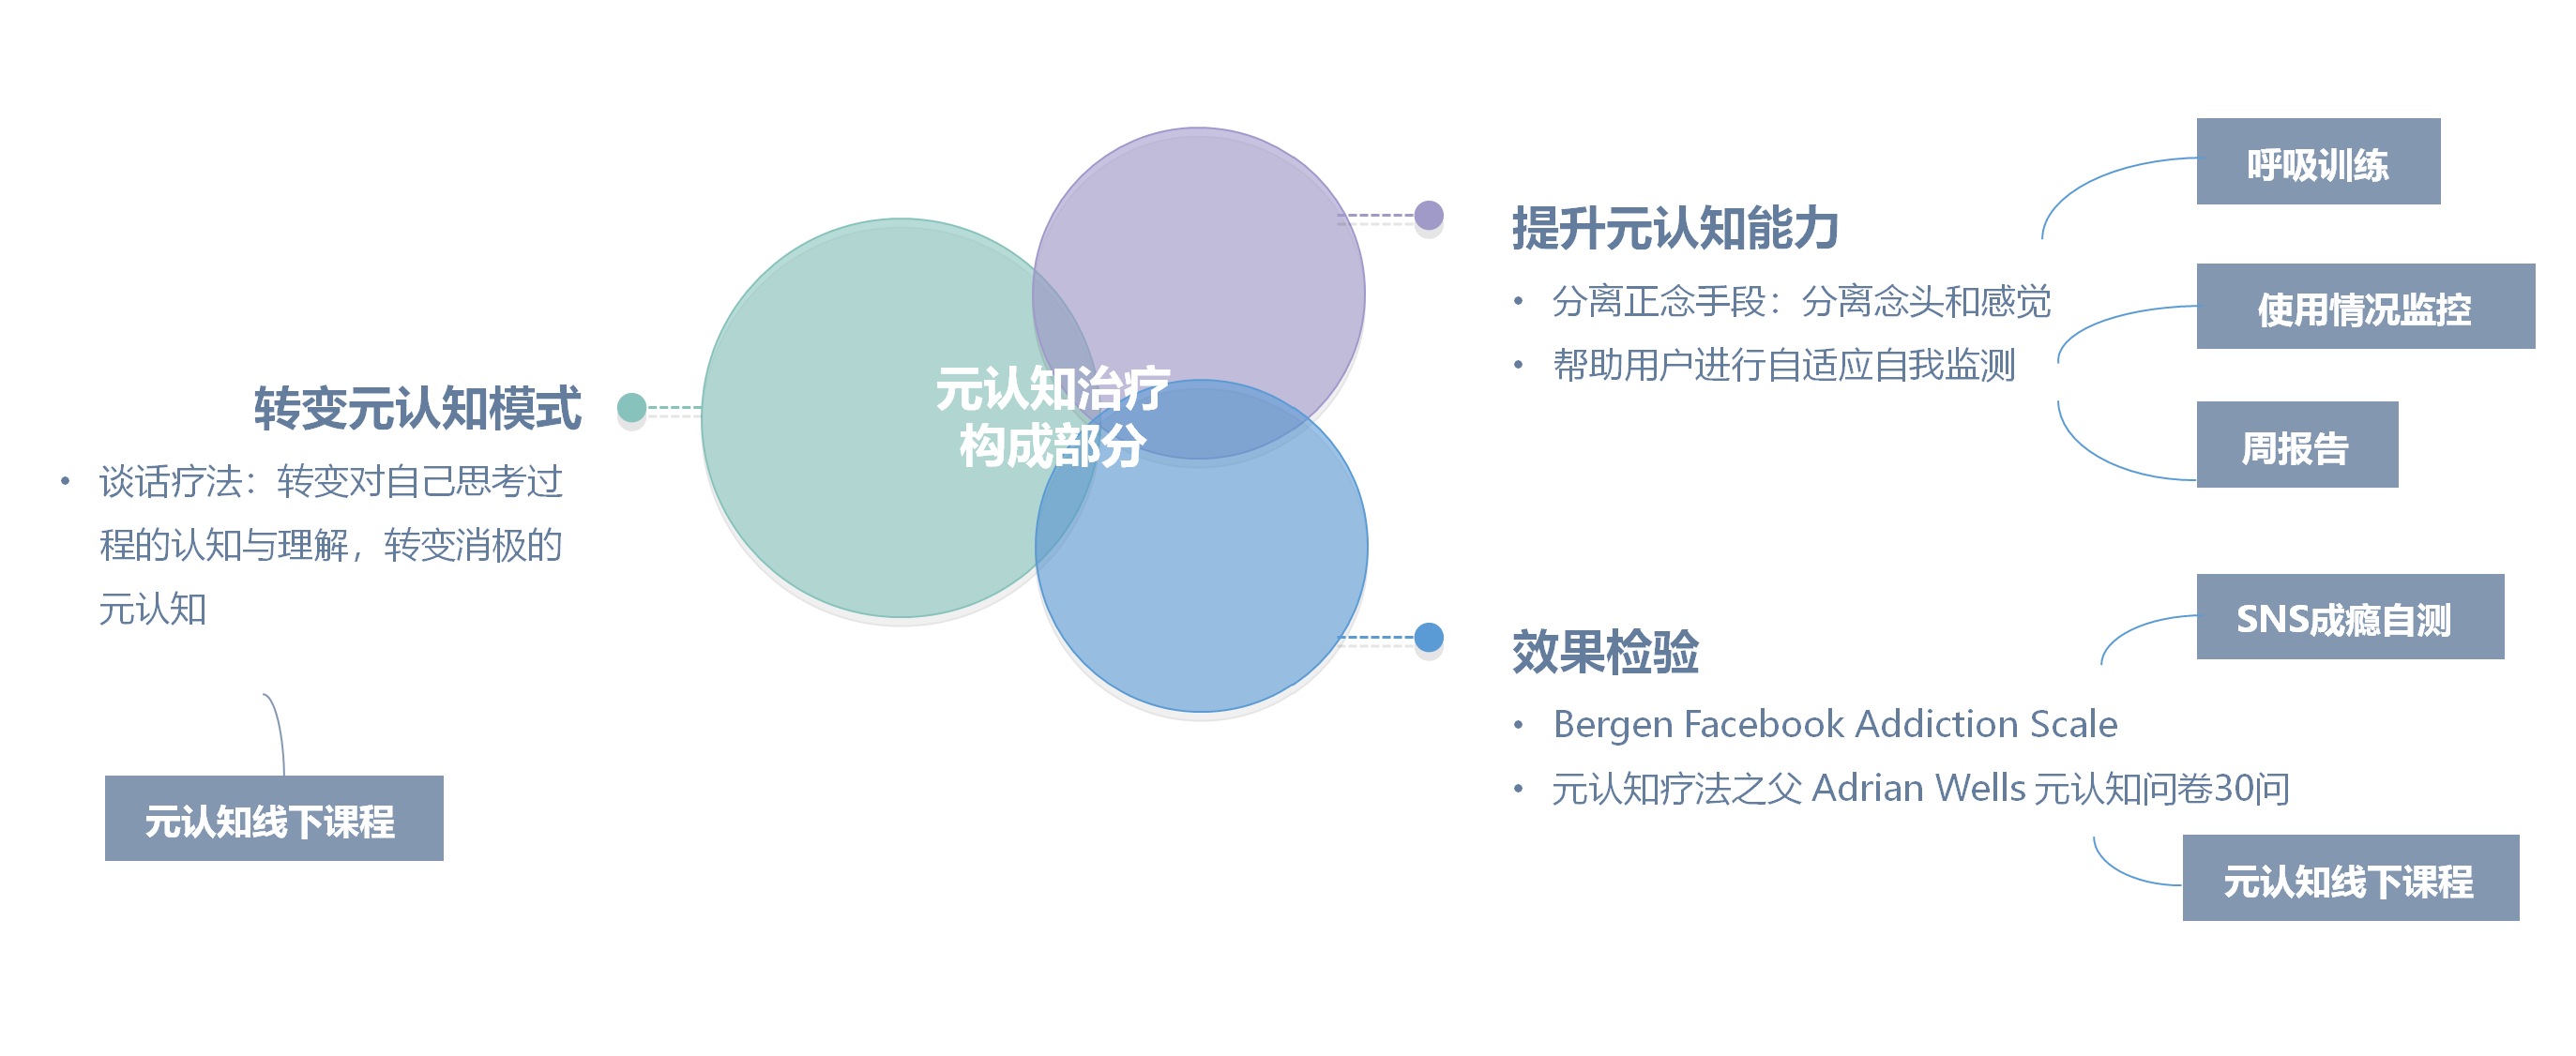 元认知治疗
构成部分
转变元认知模式
• 谈话疗法：转变对自己思考过
程的认知与理解，转变消极的
元认知
元认知线下课程
提升元认知能力
• 分离正念手段：分离念头和感觉
• 帮助用户进行自适应自我监测
呼吸训练
使用情况监控
周报告
效果检验
• Bergen Facebook Addiction Scale
• 元认知疗法之父 Adrian Wells 元认知问卷30问
SNS成瘾自测
元认知线下课程